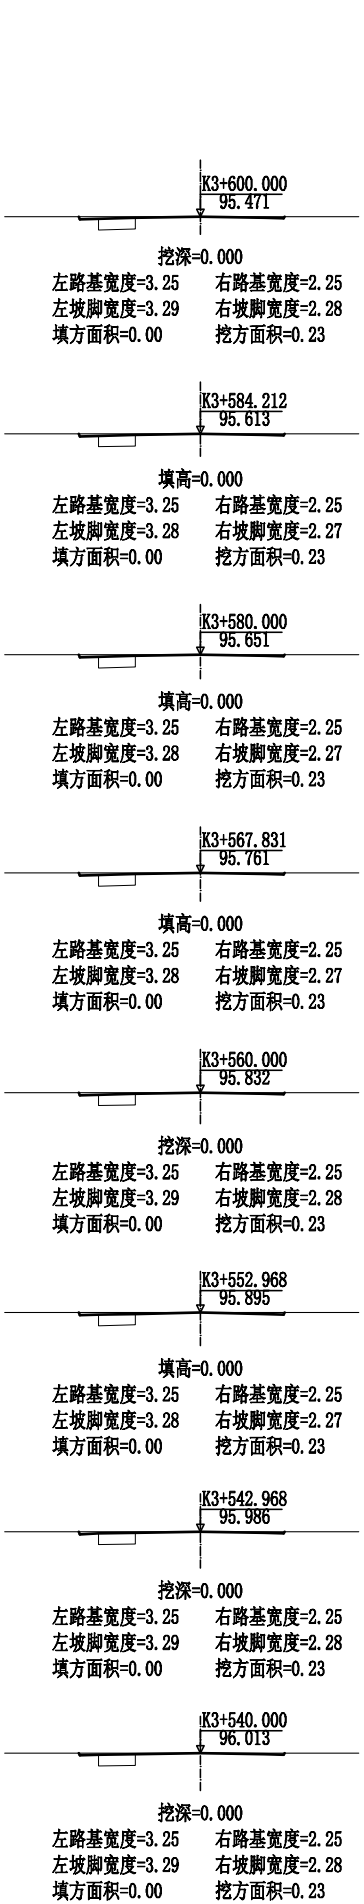 K3+600.000
95.471
挖深=0.000
左路基宽度=3.25 右路基宽度=2.25
左坡脚宽度=3.29 右坡脚宽度=2.28
填方面积=0.00 挖方面积=0.23
K3+584.212
95.613
填高=0.000
左路基宽度=3.25 右路基宽度=2.25
左坡脚宽度=3.28 右坡脚宽度=2.27
填方面积=0.00 挖方面积=0.23
K3+580.000
95.651
填高=0.000
左路基宽度=3.25 右路基宽度=2.25
左坡脚宽度=3.28 右坡脚宽度=2.27
填方面积=0.00 挖方面积=0.23
K3+567.831
95.761
填高=0.000
左路基宽度=3.25 右路基宽度=2.25
左坡脚宽度=3.28 右坡脚宽度=2.27
填方面积=0.00 挖方面积=0.23
K3+560.000
95.832
挖深=0.000
左路基宽度=3.25 右路基宽度=2.25
左坡脚宽度=3.29 右坡脚宽度=2.28
填方面积=0.00 挖方面积=0.23
K3+552.968
95.895
填高=0.000
左路基宽度=3.25 右路基宽度=2.25
左坡脚宽度=3.28 右坡脚宽度=2.27
填方面积=0.00 挖方面积=0.23
K3+542.968
95.986
挖深=0.000
左路基宽度=3.25 右路基宽度=2.25
左坡脚宽度=3.29 右坡脚宽度=2.28
填方面积=0.00 挖方面积=0.23
K3+540.000
96.013
挖深=0.000
左路基宽度=3.25 右路基宽度=2.25
左坡脚宽度=3.29 右坡脚宽度=2.28
填方面积=0.00 挖方面积=0.23